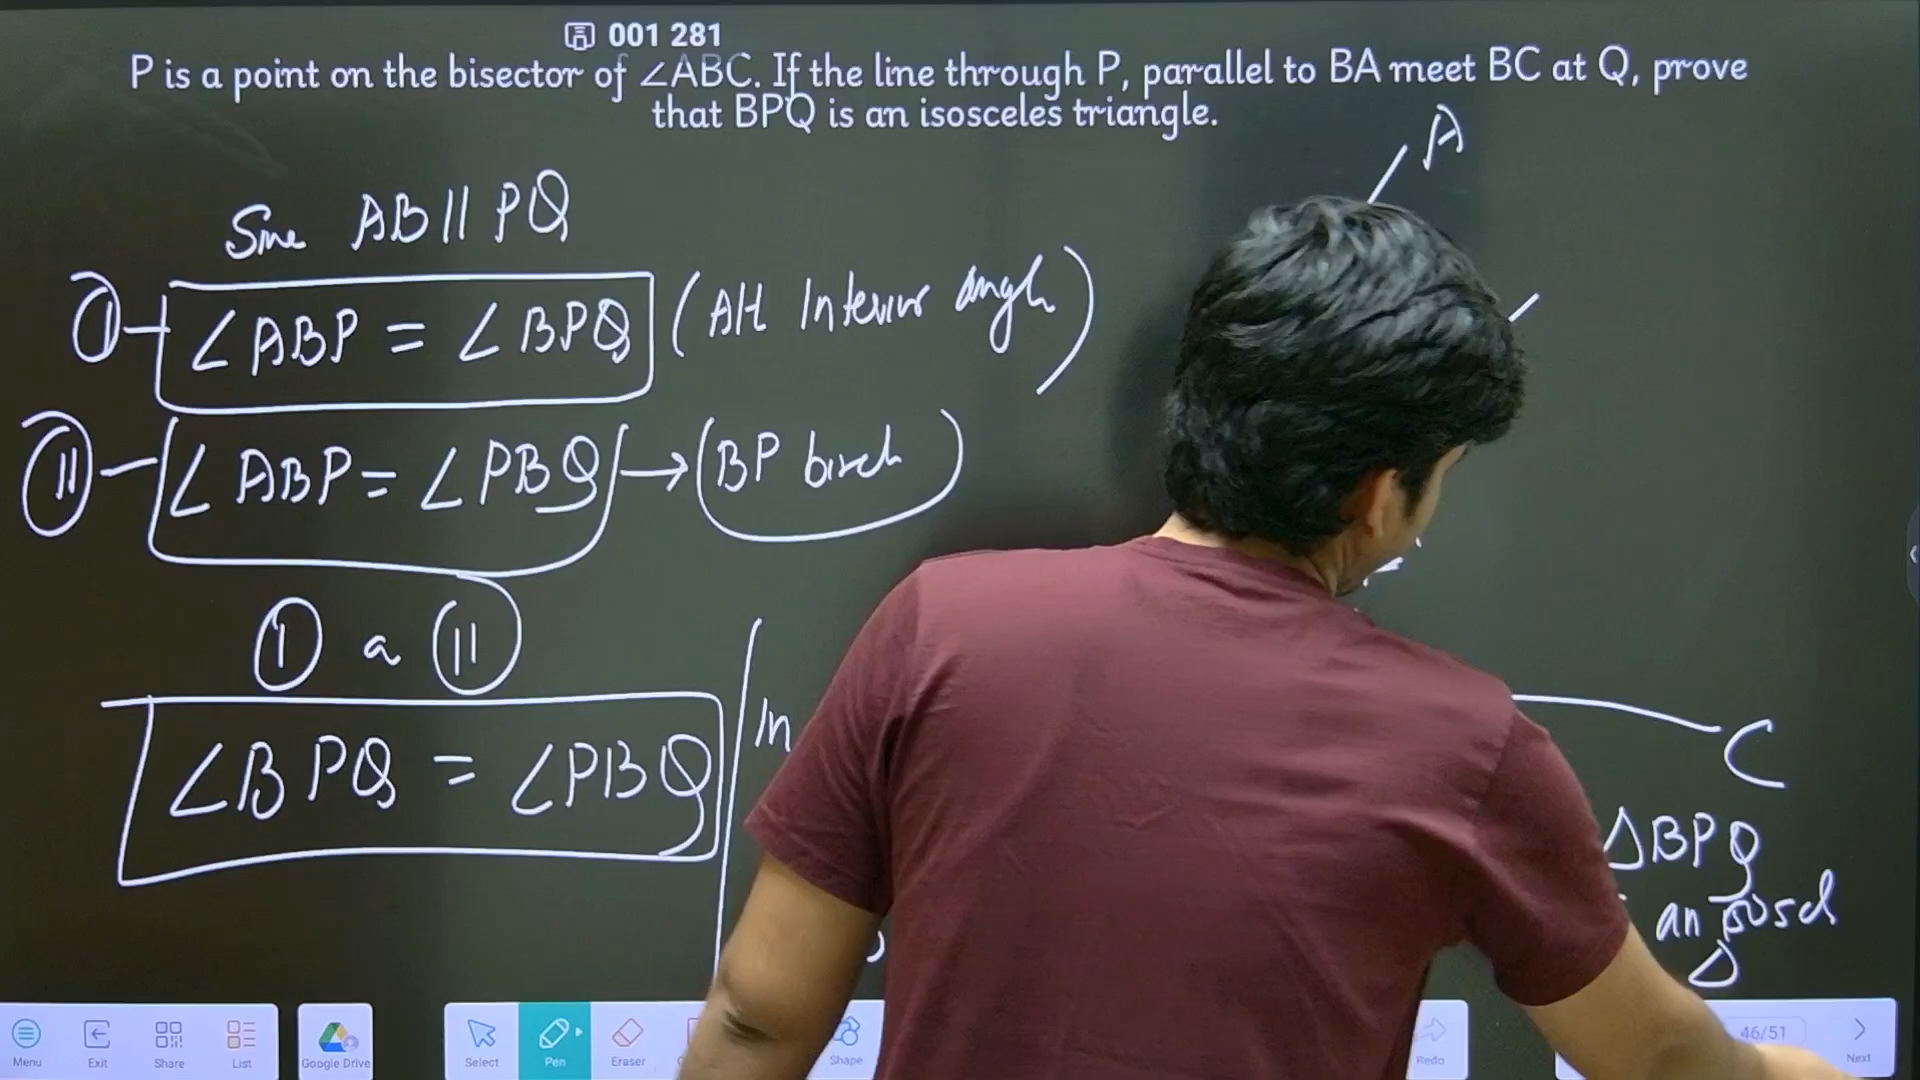 001 281
P is a point on the bisector of ∠ABC. If the line through P, parallel to BA meet BC at Q, prove
that BPQ is an isosceles triangle.
A
Sine AB || PQ
I ∠ABP = ∠BPQ (Alt Interior angle)
II ∠ABP = ∠PBQ → (BP bisect)
I & II
∠BPQ = ∠PBQ
In
C
ΔBPQ
an isoscl
Δ
Menu
Exit
Share
List
Google Drive
Select
Pen
Eraser
Shape
Redo
46/51
Next